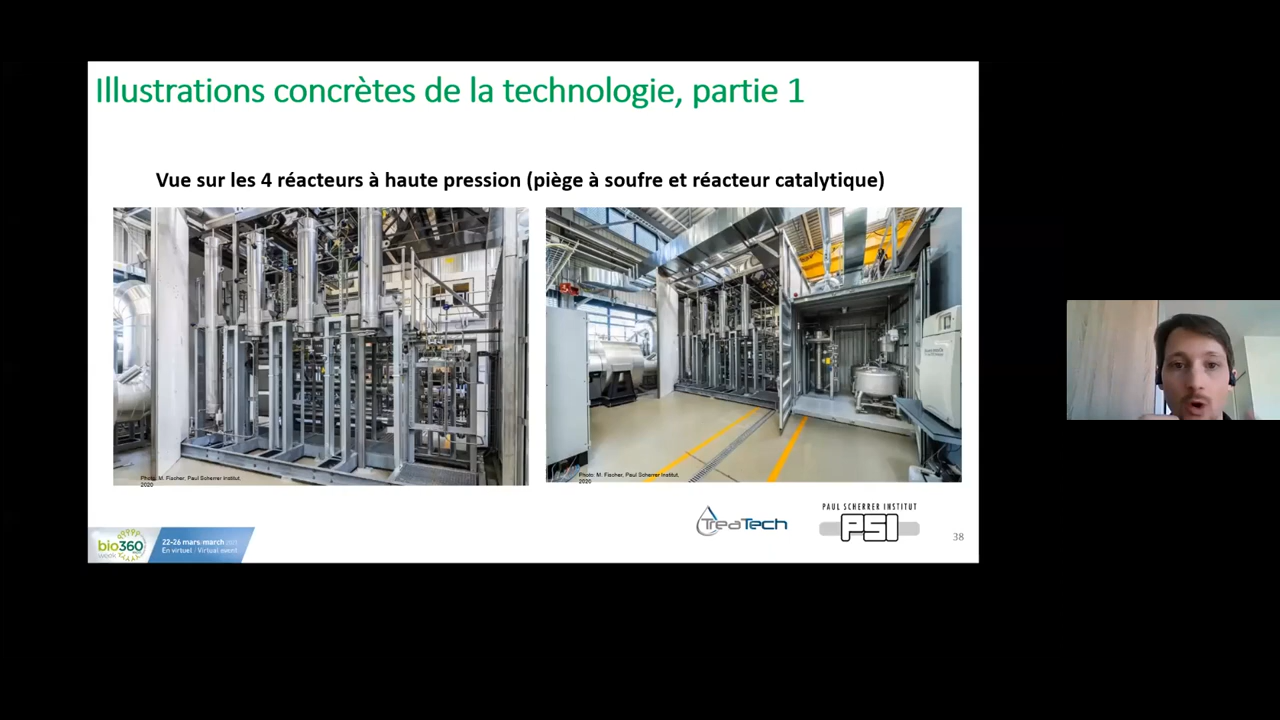 Illustrations concrètes de la technologie, partie 1
Vue sur les 4 réacteurs à haute pression (piège à soufre et réacteur catalytique)
Photo: M. Fischer, Paul Scherrer Institut,
2020
Photo: M. Fischer, Paul Scherrer Institut,
2020
TreaTech
PAUL SCHERRER INSTITUT
PSI
38
bio360
week
22-26 mars/march
En virtuel / Virtual event